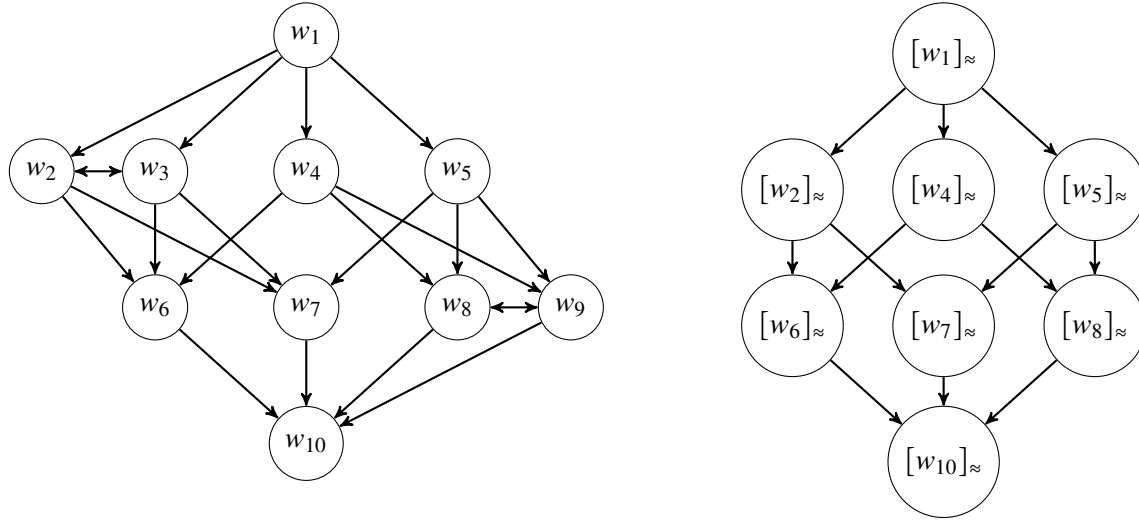 w₁
w₂ w₃ w₄ w₅
w₆ w₇ w₈ w₉
w₁₀
[w₁]≈
[w₂]≈ [w₄]≈ [w₅]≈
[w₆]≈ [w₇]≈ [w₈]≈
[w₁₀]≈